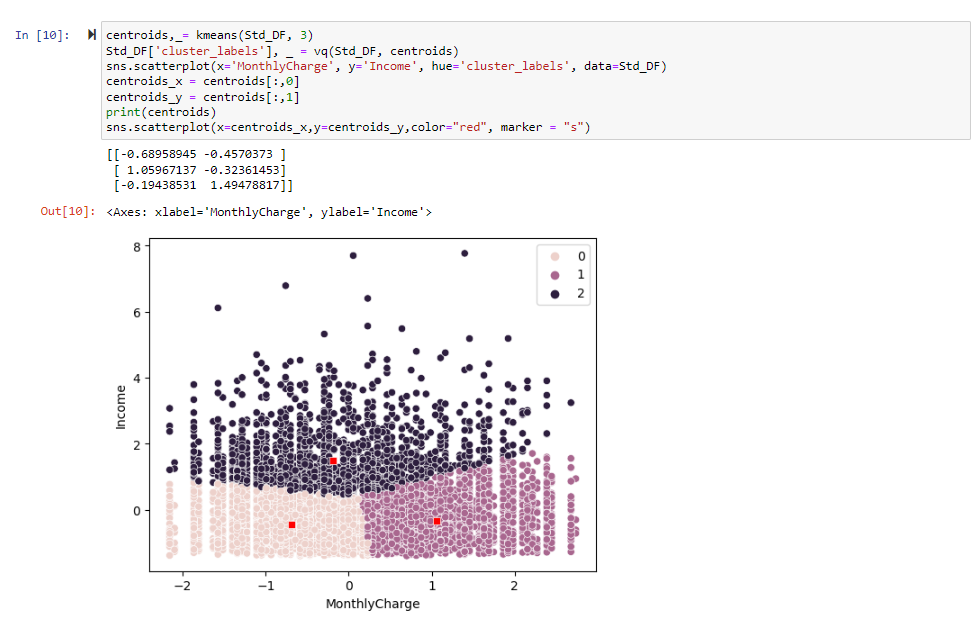 In [10]:
centroids,_= kmeans(Std_DF, 3)
Std_DF['cluster_labels'], _ = vq(Std_DF, centroids)
sns.scatterplot(x='MonthlyCharge', y='Income', hue='cluster_labels', data=Std_DF)
centroids_x = centroids[:,0]
centroids_y = centroids[:,1]
print(centroids)
sns.scatterplot(x=centroids_x,y=centroids_y,color="red", marker = "s")
[[-0.68958945 -0.4570373 ]
 [ 1.05967137 -0.32361453]
 [-0.19438531  1.49478817]]
Out[10]: <Axes: xlabel='MonthlyCharge', ylabel='Income'>
8
6
4
2
0
Income
0
1
2
−2 −1 0 1 2
MonthlyCharge